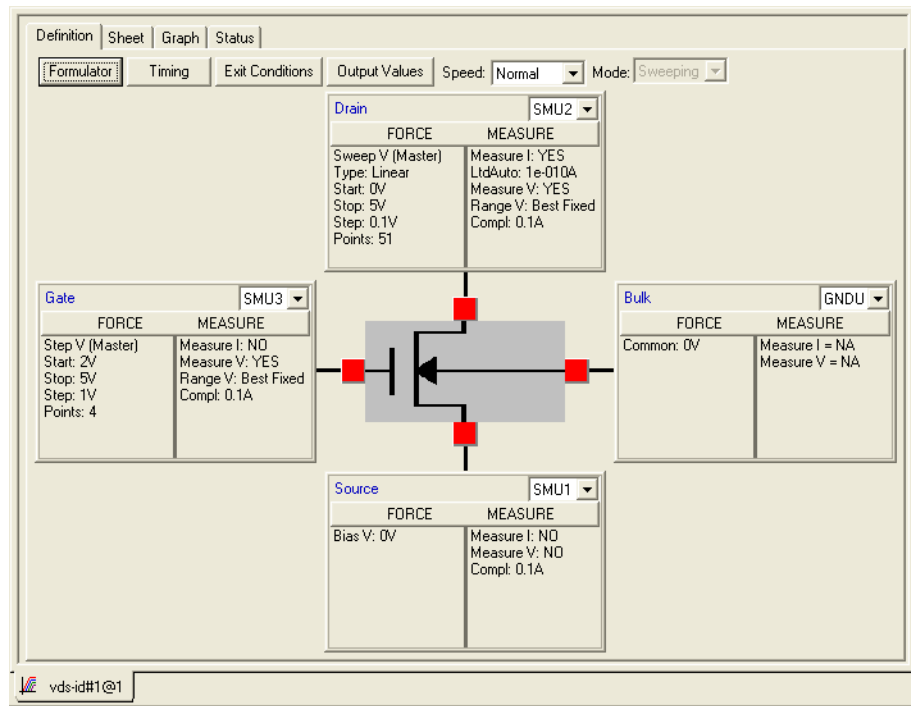 Definition Sheet Graph Status
Formulator Timing Exit Conditions Output Values Speed: Normal Mode: Sweeping
Drain SMU2
FORCE MEASURE
Sweep V (Master) Measure I: YES
Type: Linear LtdAuto: 1e-010A
Start: 0V Measure V: YES
Stop: 5V Range V: Best Fixed
Step: 0.1V Compl: 0.1A
Points: 51
Gate SMU3
FORCE MEASURE
Step V (Master) Measure I: NO
Start: 2V Measure V: YES
Stop: 5V Range V: Best Fixed
Step: 1V Compl: 0.1A
Points: 4
Bulk GNDU
FORCE MEASURE
Common: 0V Measure I = NA
Measure V = NA
Source SMU1
FORCE MEASURE
Bias V: 0V Measure I: NO
Measure V: NO
Compl: 0.1A
vds-id#1@1